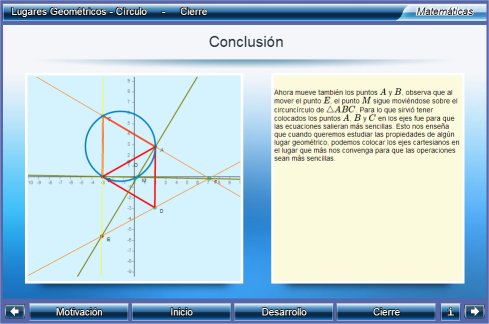 Lugares Geométricos - Círculo - Cierre
Matemáticas
Conclusión
Ahora mueve también los puntos A y B, observa que al
mover el punto E, el punto M sigue moviéndose sobre el
circuncírculo de △ABC. Para lo que sirvió tener
colocados los puntos A, B y C en los ejes fue para que
las ecuaciones salieran más sencillas. Esto nos enseña
que cuando queremos estudiar las propiedades de algún
lugar geométrico, podemos colocar los ejes cartesianos en
el lugar que más nos convenga para que las operaciones
sean más sencillas.
Motivación
Inicio
Desarrollo
Cierre
i